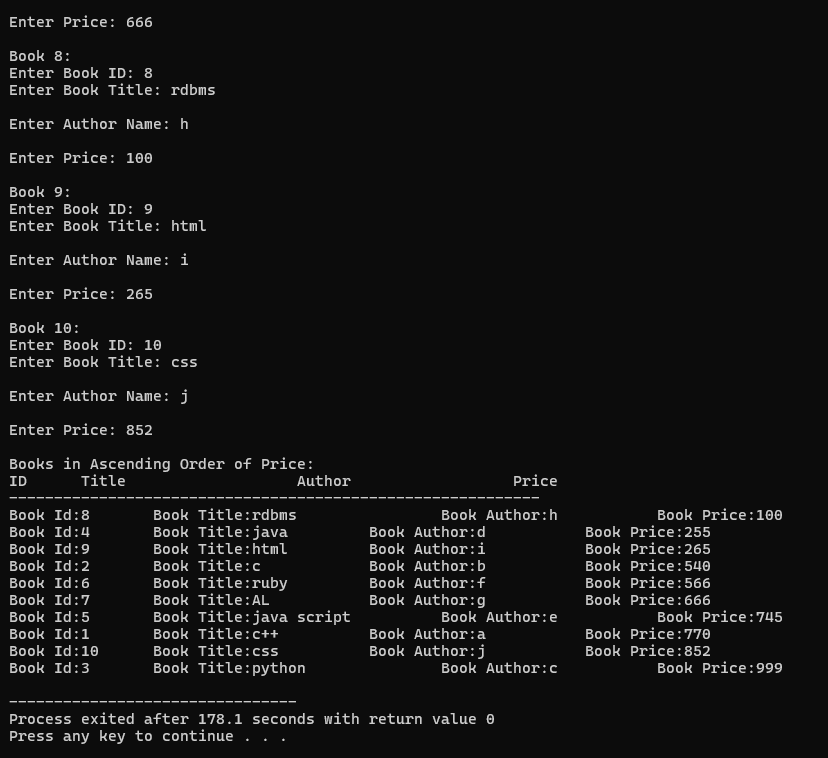 Enter Price: 666
Book 8:
Enter Book ID: 8
Enter Book Title: rdbms
Enter Author Name: h
Enter Price: 100
Book 9:
Enter Book ID: 9
Enter Book Title: html
Enter Author Name: i
Enter Price: 265
Book 10:
Enter Book ID: 10
Enter Book Title: css
Enter Author Name: j
Enter Price: 852
Books in Ascending Order of Price:
ID      Title                   Author                  Price
-----------------------------------------------------------
Book Id:8       Book Title:rdbms                Book Author:h           Book Price:100
Book Id:4       Book Title:java         Book Author:d           Book Price:255
Book Id:9       Book Title:html         Book Author:i           Book Price:265
Book Id:2       Book Title:c            Book Author:b           Book Price:540
Book Id:6       Book Title:ruby         Book Author:f           Book Price:566
Book Id:7       Book Title:AL           Book Author:g           Book Price:666
Book Id:5       Book Title:java script          Book Author:e           Book Price:745
Book Id:1       Book Title:c++          Book Author:a           Book Price:770
Book Id:10      Book Title:css          Book Author:j           Book Price:852
Book Id:3       Book Title:python               Book Author:c           Book Price:999
--------------------------------
Process exited after 178.1 seconds with return value 0
Press any key to continue . . .